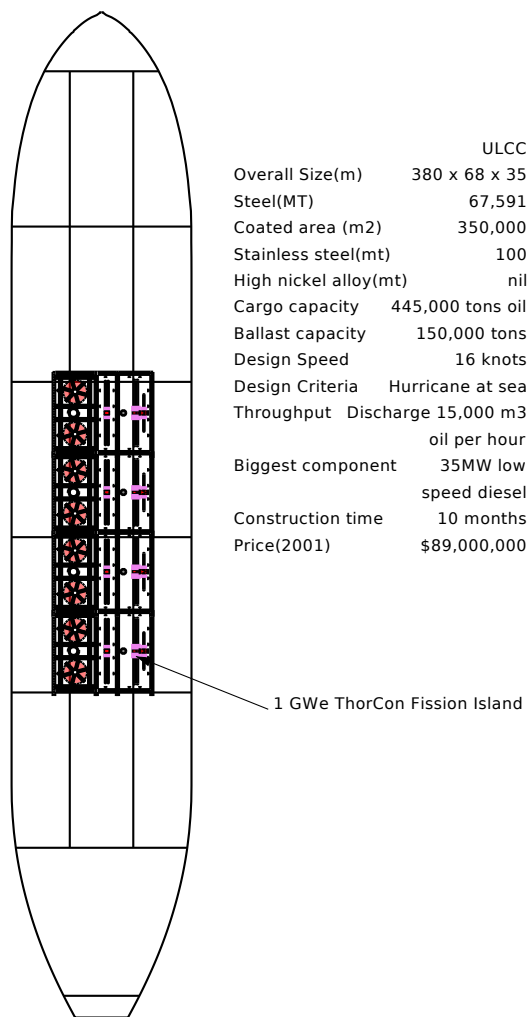 ULCC
Overall Size(m) 380 x 68 x 35
Steel(MT) 67,591
Coated area (m2) 350,000
Stainless steel(mt) 100
High nickel alloy(mt) nil
Cargo capacity 445,000 tons oil
Ballast capacity 150,000 tons
Design Speed 16 knots
Design Criteria Hurricane at sea
Throughput Discharge 15,000 m3
oil per hour
Biggest component 35MW low
speed diesel
Construction time 10 months
Price(2001) $89,000,000
1 GWe ThorCon Fission Island